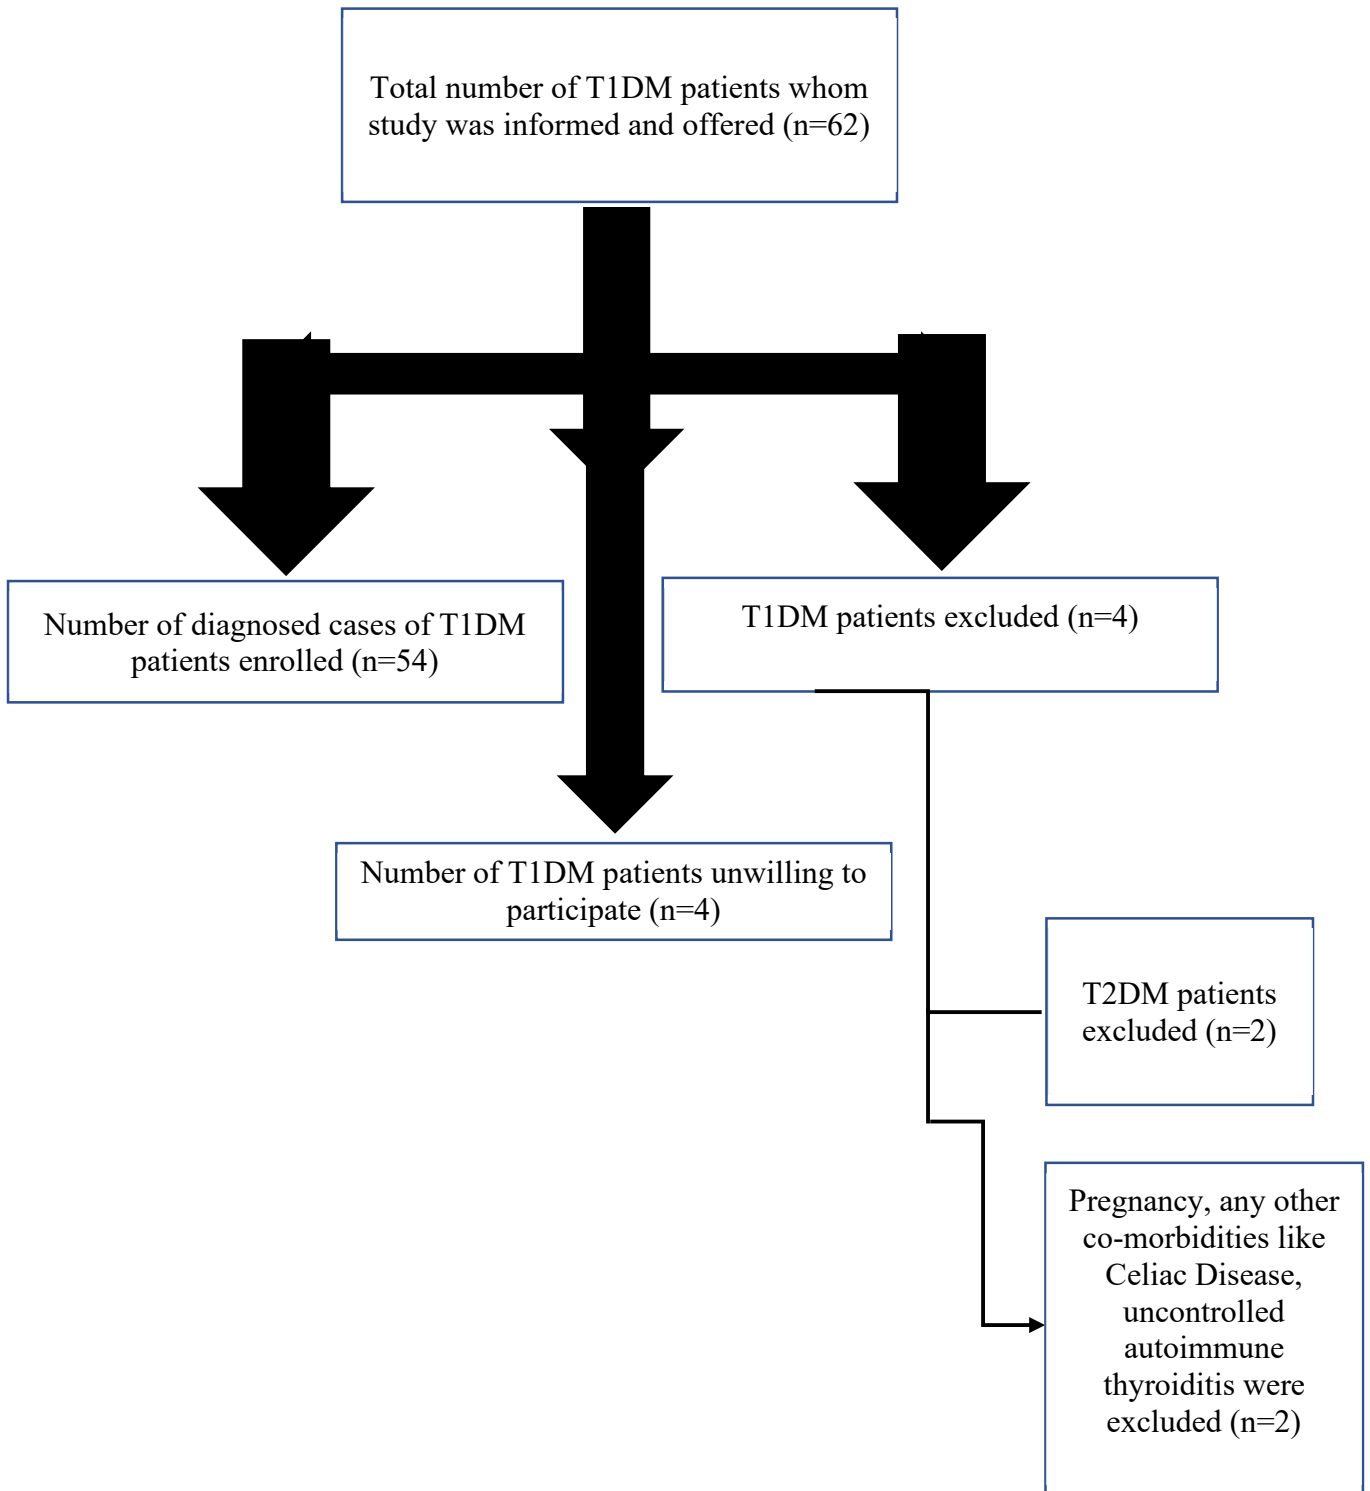 Total number of T1DM patients whom
study was informed and offered (n=62)
Number of diagnosed cases of T1DM
patients enrolled (n=54)
T1DM patients excluded (n=4)
Number of T1DM patients unwilling to
participate (n=4)
T2DM patients
excluded (n=2)
Pregnancy, any other
co-morbidities like
Celiac Disease,
uncontrolled
autoimmune
thyroiditis were
excluded (n=2)